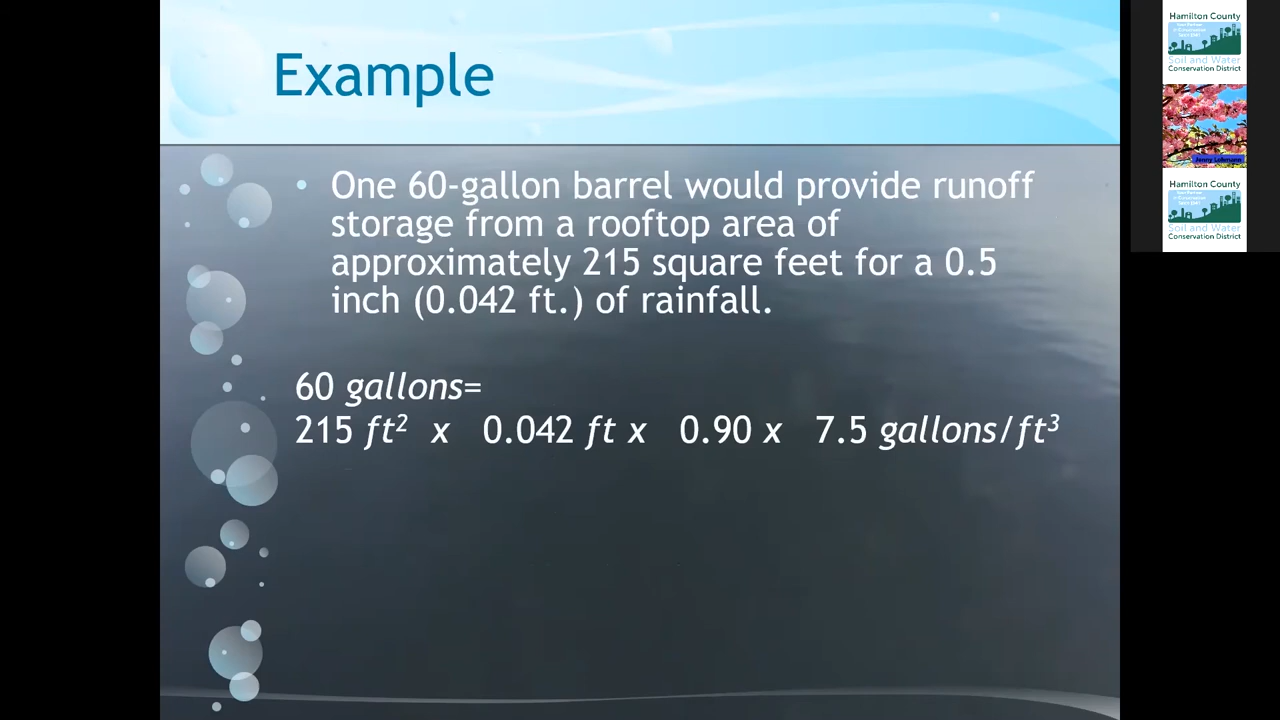 Example
• One 60-gallon barrel would provide runoff
storage from a rooftop area of
approximately 215 square feet for a 0.5
inch (0.042 ft.) of rainfall.
60 gallons=
215 ft² x 0.042 ft x 0.90 x 7.5 gallons/ft³
Hamilton County
Soil and Water
Conservation District
Jenny Lohmann
Hamilton County
Soil and Water
Conservation District